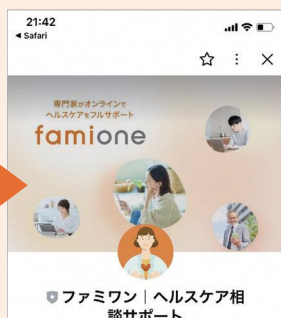 21:42
◀ Safari
専門家がオンラインで
ヘルスケアをフルサポート
famione
ファミワン｜ヘルスケア相
談サポート